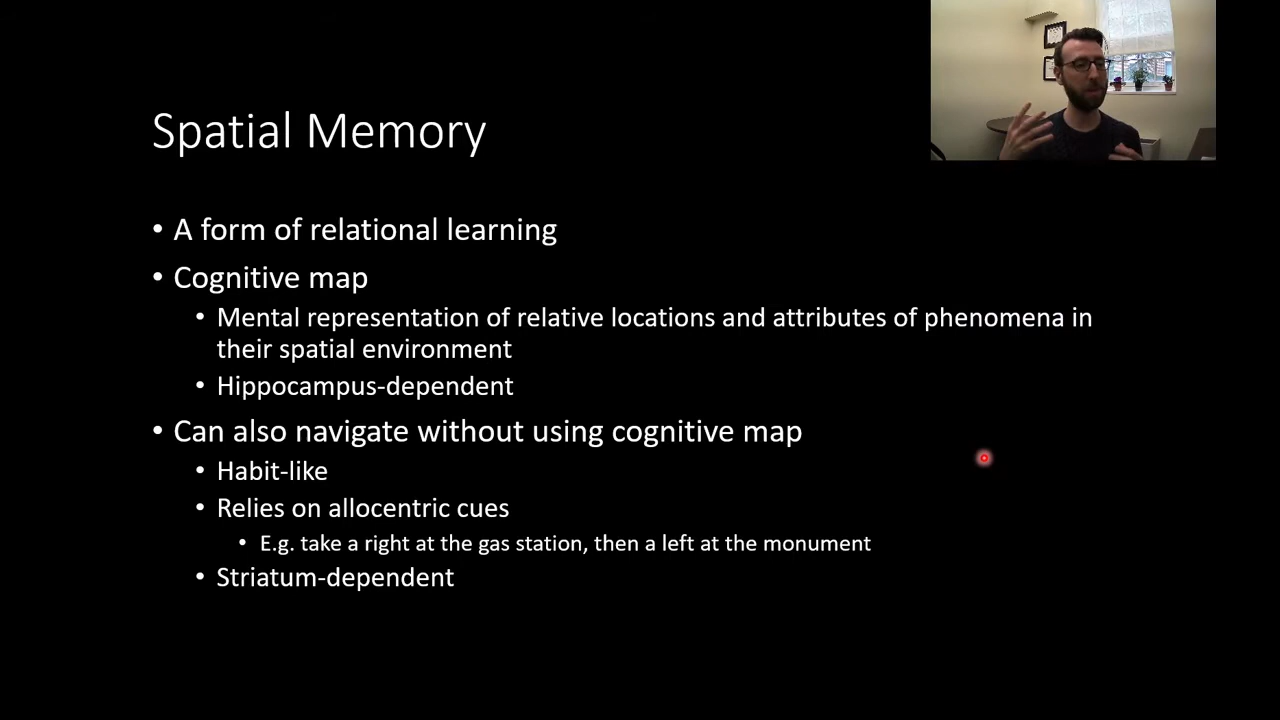 Spatial Memory
• A form of relational learning
• Cognitive map
• Mental representation of relative locations and attributes of phenomena in
their spatial environment
• Hippocampus-dependent
• Can also navigate without using cognitive map
• Habit-like
• Relies on allocentric cues
• E.g. take a right at the gas station, then a left at the monument
• Striatum-dependent